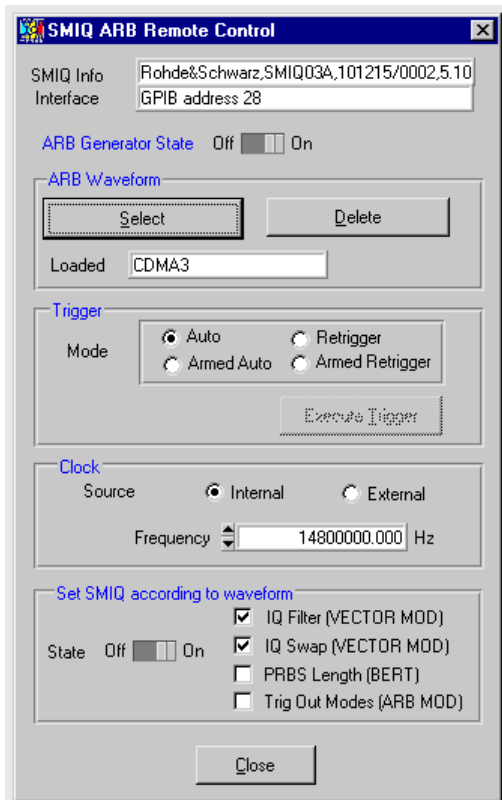 SMIQ ARB Remote Control
SMIQ Info Rohde&Schwarz,SMIQ03A,101215/0002,5.10
Interface GPIB address 28
ARB Generator State Off On
ARB Waveform
Select Delete
Loaded CDMA3
Trigger
Mode Auto Retrigger
Armed Auto Armed Retrigger
Execute Trigger
Clock
Source Internal External
Frequency 14800000.000 Hz
Set SMIQ according to waveform
IQ Filter (VECTOR MOD)
State Off On IQ Swap (VECTOR MOD)
PRBS Length (BERT)
Trig Out Modes (ARB MOD)
Close